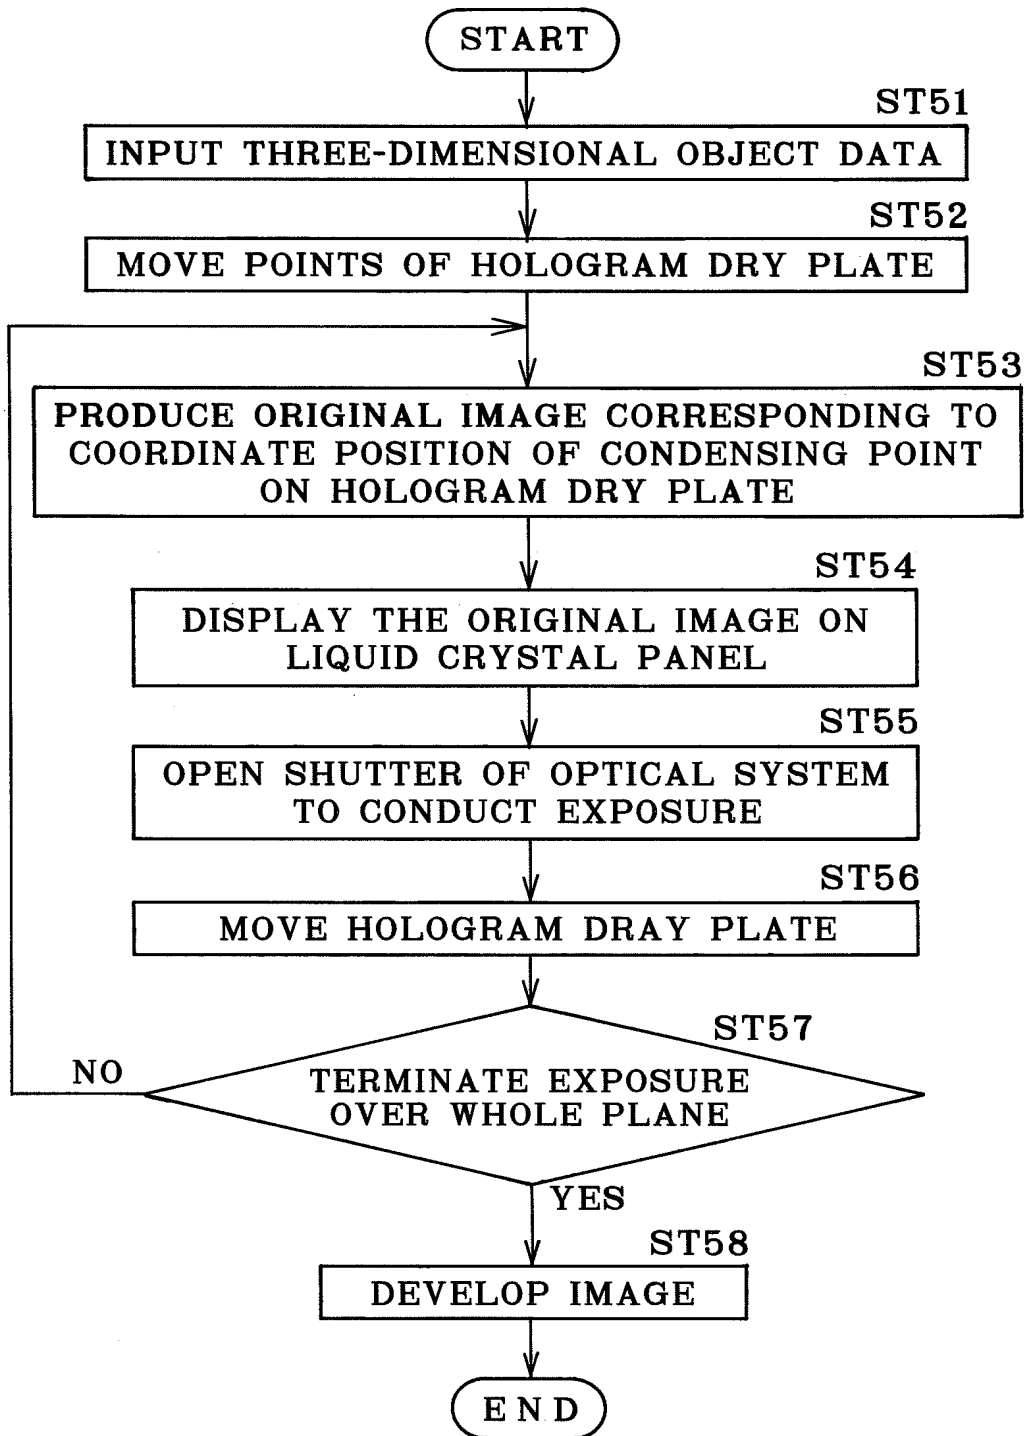 START
ST51
INPUT THREE-DIMENSIONAL OBJECT DATA
ST52
MOVE POINTS OF HOLOGRAM DRY PLATE
ST53
PRODUCE ORIGINAL IMAGE CORRESPONDING TO
COORDINATE POSITION OF CONDENSING POINT
ON HOLOGRAM DRY PLATE
ST54
DISPLAY THE ORIGINAL IMAGE ON
LIQUID CRYSTAL PANEL
ST55
OPEN SHUTTER OF OPTICAL SYSTEM
TO CONDUCT EXPOSURE
ST56
MOVE HOLOGRAM DRAY PLATE
ST57
NO
TERMINATE EXPOSURE
OVER WHOLE PLANE
YES
ST58
DEVELOP IMAGE
END